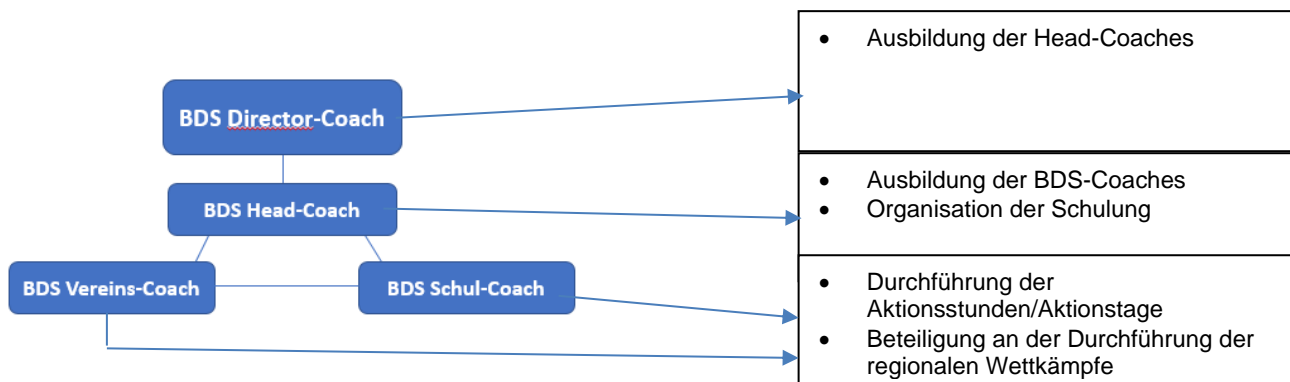 BDS Director-Coach
BDS Head-Coach
BDS Vereins-Coach
BDS Schul-Coach
• Ausbildung der Head-Coaches
• Ausbildung der BDS-Coaches
• Organisation der Schulung
• Durchführung der
Aktionsstunden/Aktionstage
• Beteiligung an der Durchführung der
regionalen Wettkämpfe